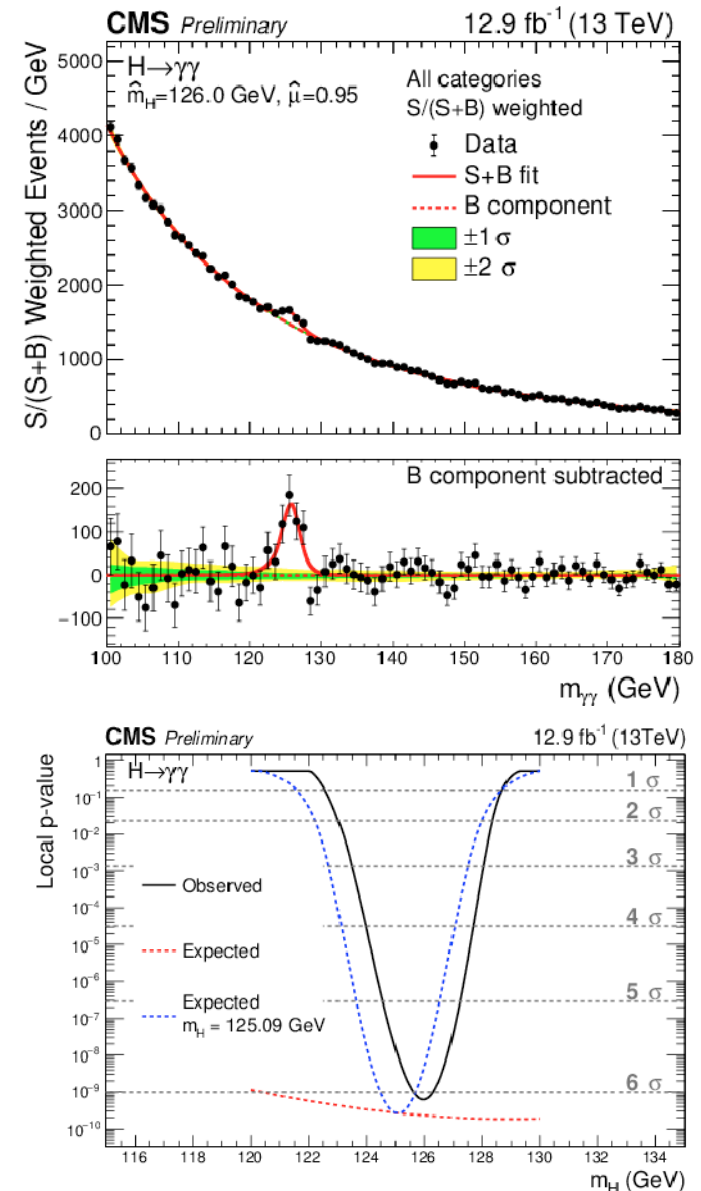 CMS Preliminary 12.9 fb⁻¹ (13 TeV)
H→γγ
m̂_H=126.0 GeV, μ̂=0.95
All categories
S/(S+B) weighted
Data
S+B fit
B component
±1 σ
±2 σ
S/(S+B) Weighted Events / GeV
5000
4000
3000
2000
1000
0
B component subtracted
200
100
0
−100
100 110 120 130 140 150 160 170 180
m_γγ (GeV)
CMS Preliminary 12.9 fb⁻¹ (13TeV)
H→γγ
Local p-value
1
10⁻¹
10⁻²
10⁻³
10⁻⁴
10⁻⁵
10⁻⁶
10⁻⁷
10⁻⁸
10⁻⁹
10⁻¹⁰
1 σ
2 σ
3 σ
4 σ
5 σ
6 σ
Observed
Expected
Expected
m_H = 125.09 GeV
116 118 120 122 124 126 128 130 132 134
m_H (GeV)